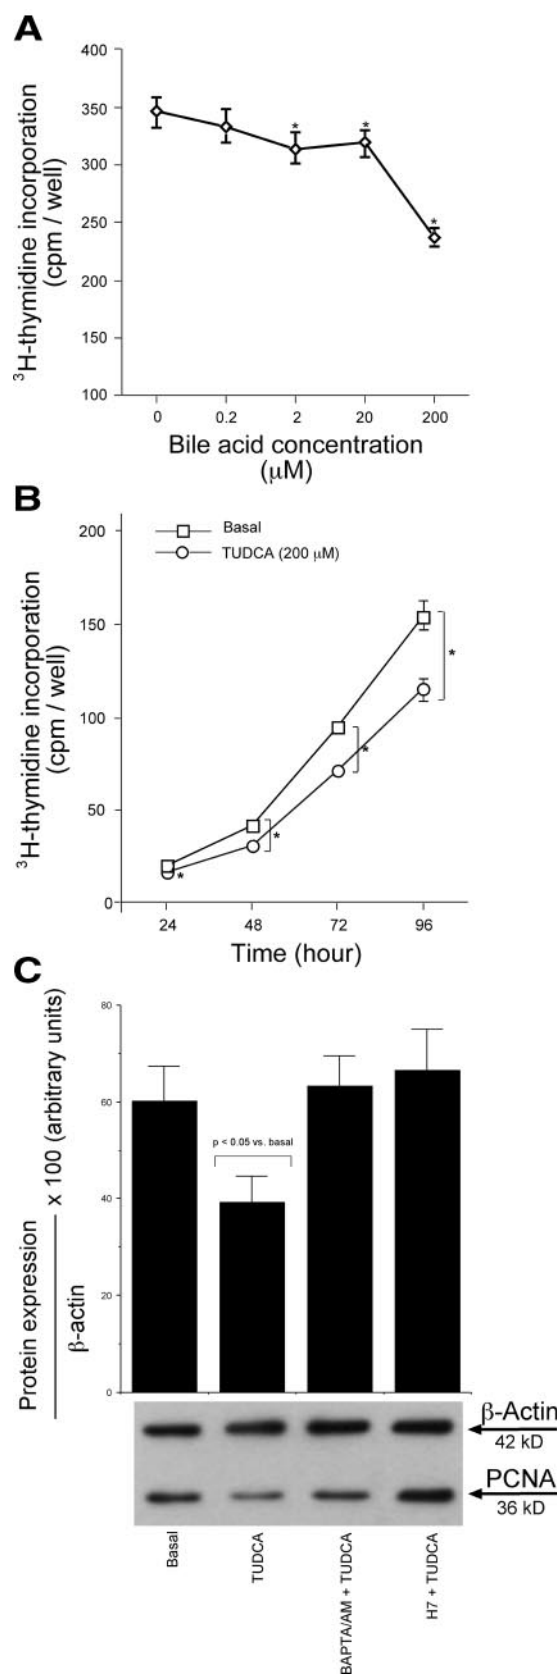 A
³H-thymidine incorporation
(cpm / well)
400
350
300
250
200
150
100
*
*
*
0
0.2
2
20
200
Bile acid concentration
(μM)
B
³H-thymidine incorporation
(cpm / well)
200
150
100
50
0
Basal
TUDCA (200 μM)
*
*
*
*
24
48
72
96
Time (hour)
C
Protein expression
β-actin
x 100 (arbitrary units)
80
60
40
20
0
p < 0.05 vs. basal
β-Actin
42 kD
PCNA
36 kD
Basal
TUDCA
BAPTA/AM + TUDCA
H7 + TUDCA